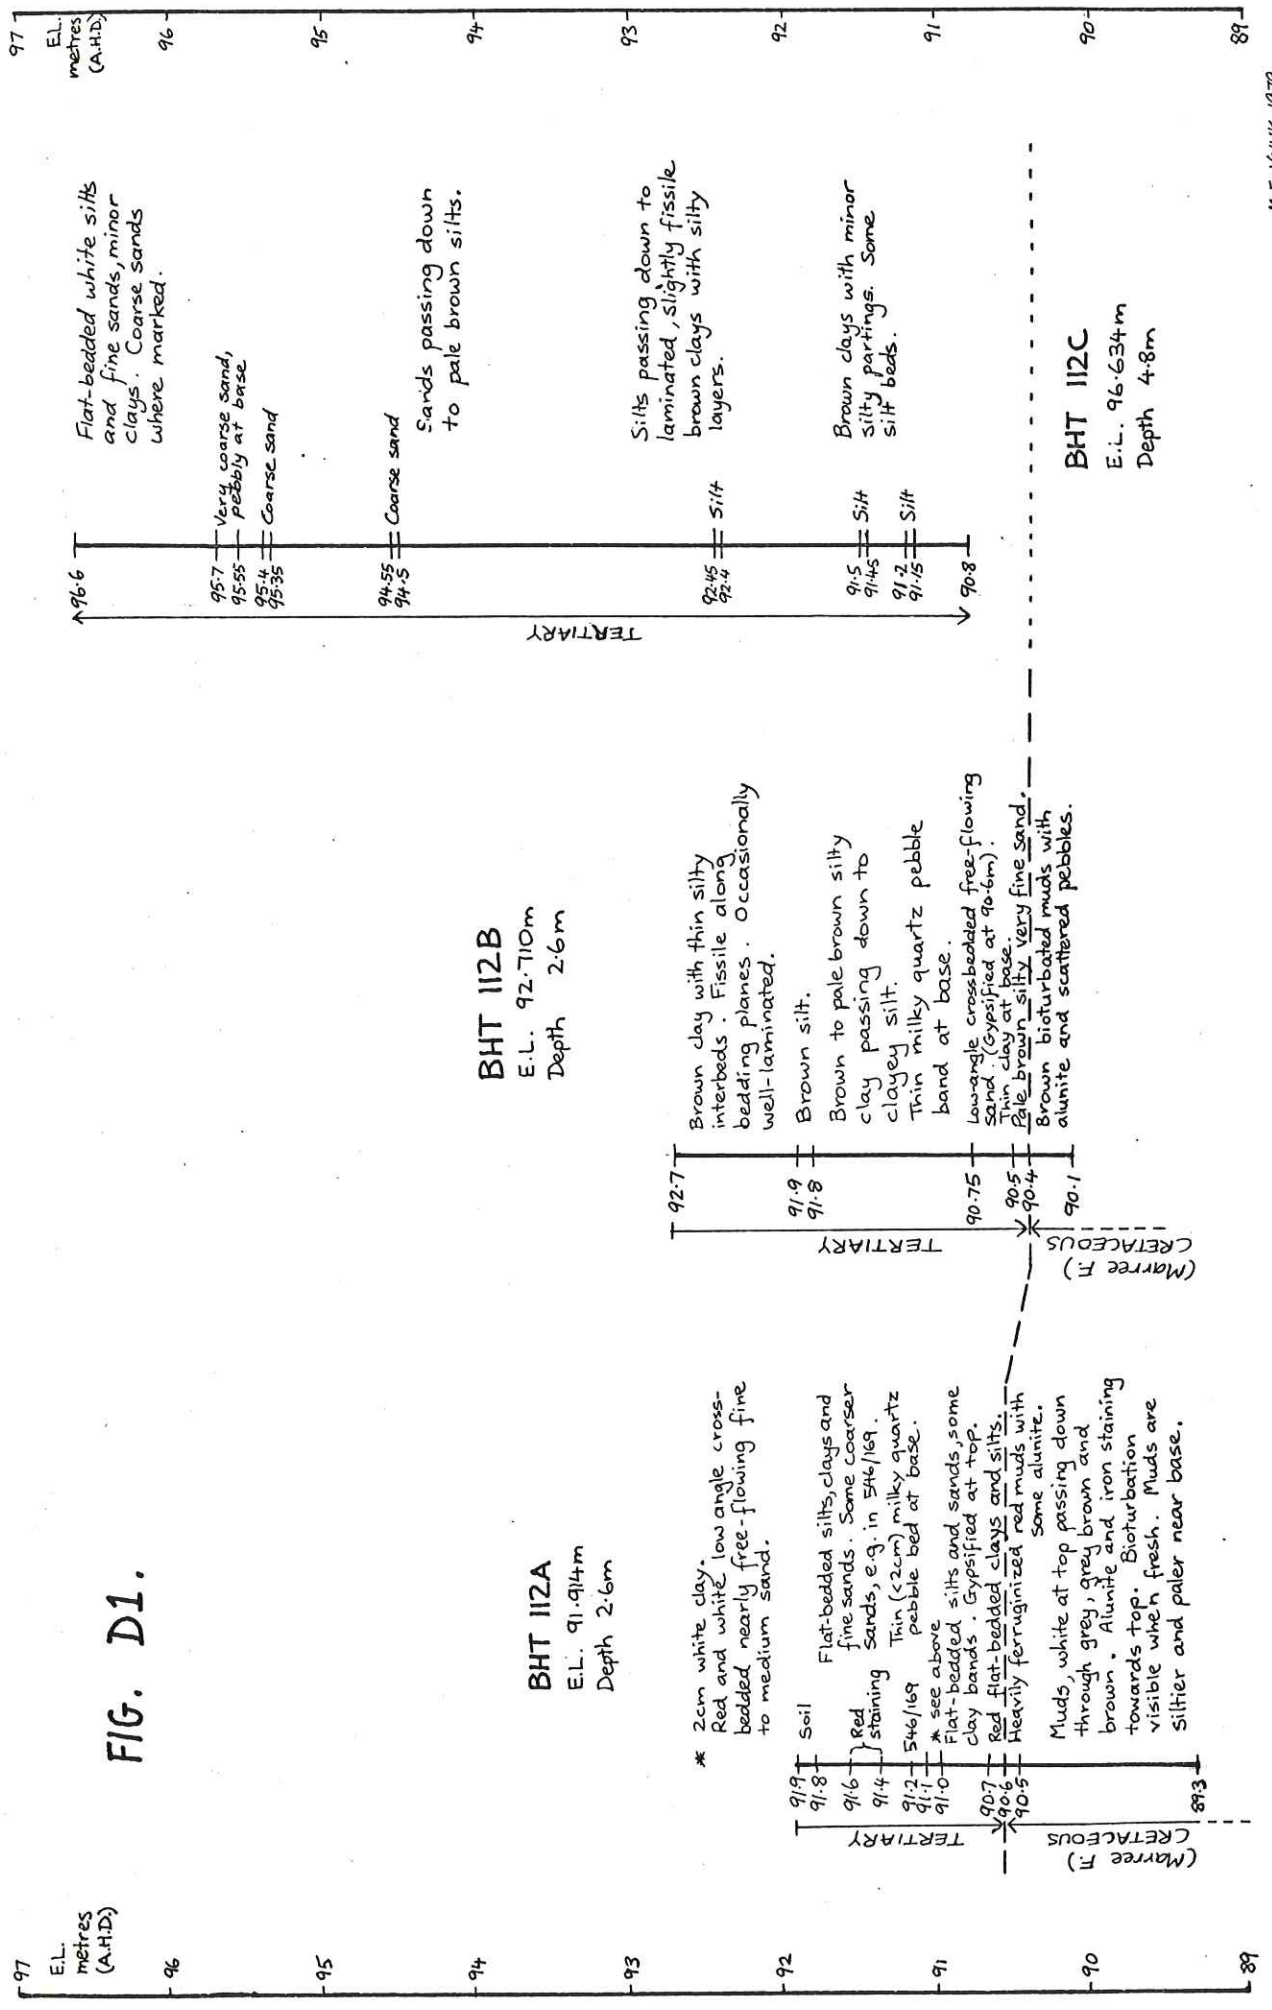 FIG. D1.
97
E.L.
metres
(A.H.D.)
96
95
94
93
92
91
90
89
BHT 112A
E.L. 91.914m
Depth 2.6m
* 2cm white clay.
Red and white low angle cross-
bedded nearly free-flowing fine
to medium sand.
91.9
91.8
91.6
91.4
91.2
91.1
91.0
90.7
90.6
90.5
89.3
Soil
Flat-bedded silts, clays and
fine sands. Some coarser
sands, e.g. in 546/169.
Red
staining
Thin (<2cm) milky quartz
pebble bed at base.
546/169
* see above
Flat-bedded silts and sands, some
clay bands. Gypsified at top.
Red flat-bedded clays and silts.
Heavily ferruginized red muds with
some alunite.
Muds, white at top passing down
through grey, grey brown and
brown. Alunite and iron staining
towards top. Bioturbation
visible when fresh. Muds are
siltier and paler near base.
TERTIARY
CRETACEOUS
(Marree F.)
BHT 112B
E.L. 92.710m
Depth 2.6m
92.7
91.9
91.8
90.75
90.5
90.4
90.1
Brown clay with thin silty
interbeds. Fissile along
bedding planes. Occasionally
well-laminated.
Brown silt.
Brown to pale brown silty
clay passing down to
clayey silt.
Thin milky quartz pebble
band at base.
Low-angle crossbedded free-flowing
sand. (Gypsified at 90.6m).
Thin clay at base.
Pale brown silty very fine sand.
Brown bioturbated muds with
alunite and scattered pebbles.
TERTIARY
CRETACEOUS
(Marree F.)
96.6
95.7
95.55
95.4
95.35
94.55
94.5
92.45
92.4
91.5
91.45
91.2
91.15
90.8
Flat-bedded white silts
and fine sands, minor
clays. Coarse sands
where marked.
Very coarse sand,
pebbly at base
Coarse sand
Coarse sand
Sands passing down
to pale brown silts.
Silts passing down to
laminated, slightly fissile
brown clays with silty
layers.
Silt
Brown clays with minor
silty partings. Some
silt beds.
Silt
Silt
TERTIARY
BHT 112C
E.L. 96.634m
Depth 4.8m
97
E.L.
metres
(A.H.D.)
96
95
94
93
92
91
90
89